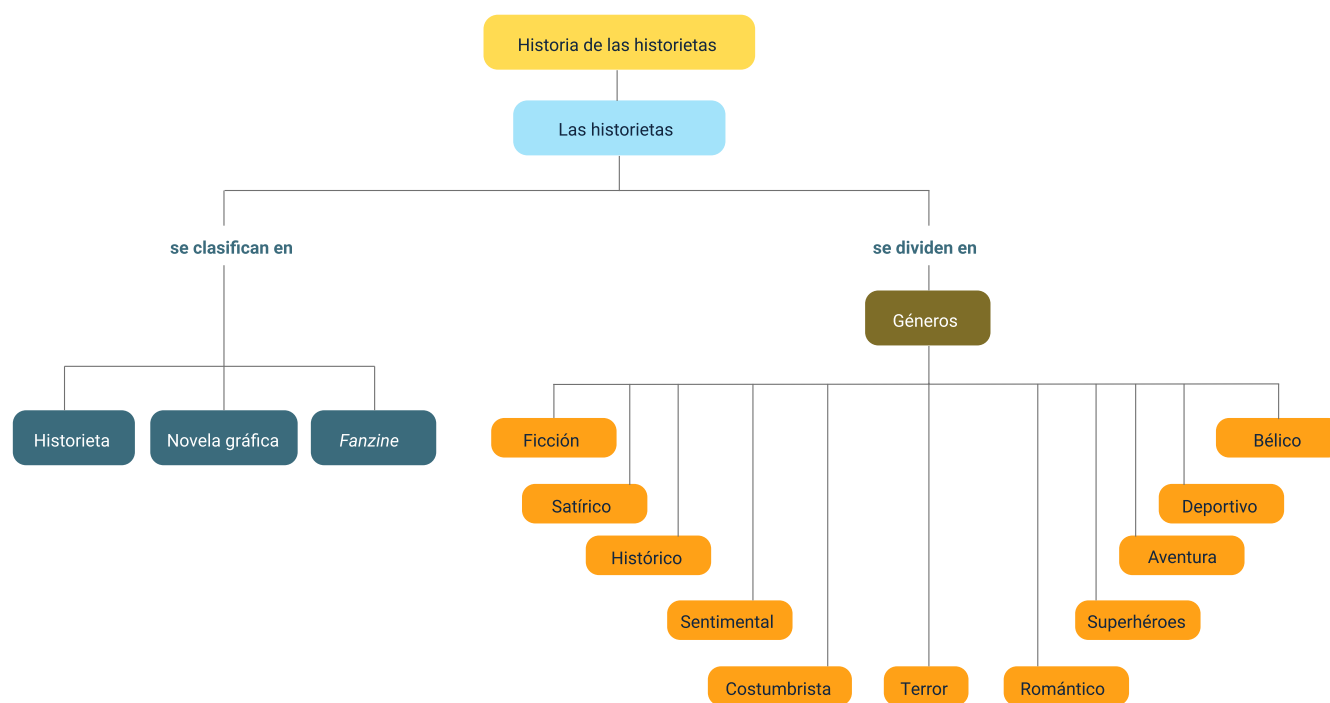 Historia de las historietas
Las historietas
se clasifican en
se dividen en
Géneros
Historieta
Novela gráfica
Fanzine
Ficción
Bélico
Satírico
Deportivo
Histórico
Aventura
Sentimental
Superhéroes
Costumbrista
Terror
Romántico